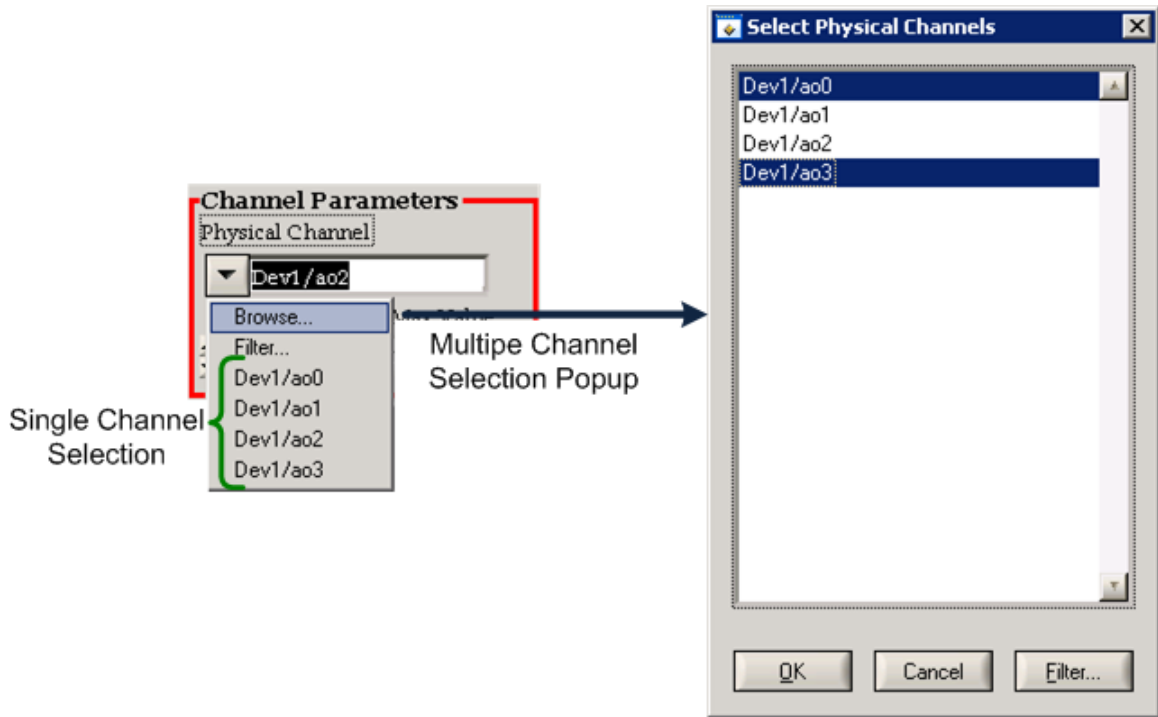 Select Physical Channels
Dev1/ao0
Dev1/ao1
Dev1/ao2
Dev1/ao3
Channel Parameters
Physical Channel
Dev1/ao2
Browse...
Filter...
Dev1/ao0
Dev1/ao1
Dev1/ao2
Dev1/ao3
Single Channel
Selection
Multipe Channel
Selection Popup
OK
Cancel
Filter...